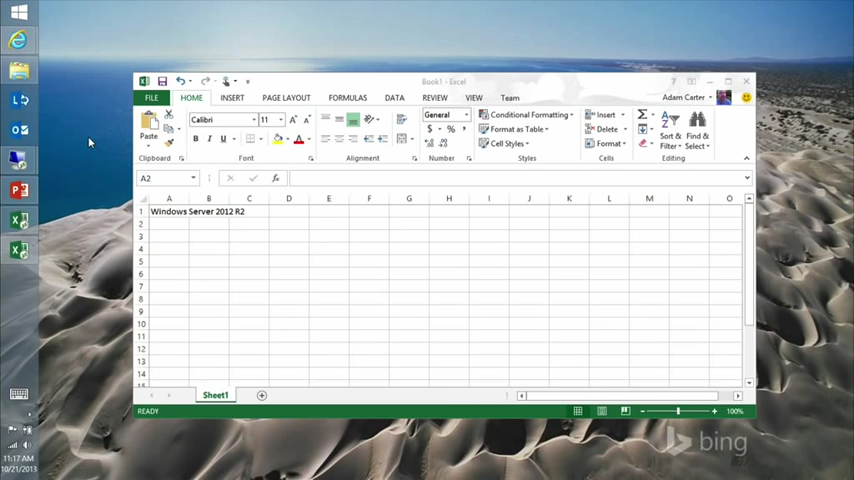 Book1 - Excel
FILE HOME INSERT PAGE LAYOUT FORMULAS DATA REVIEW VIEW Team Adam Carter
Calibri 11 General Conditional Formatting Insert
Paste B I U $ % Format as Table Delete Sort & Find &
Cell Styles Format Filter Select
Clipboard Font Alignment Number Styles Cells Editing
A2 fx
A B C D E F G H I J K L M N O
1 Windows Server 2012 R2
2
3
4
5
6
7
8
9
10
11
12
13
14
Sheet1
READY 100%
bing
11:17 AM
10/21/2013